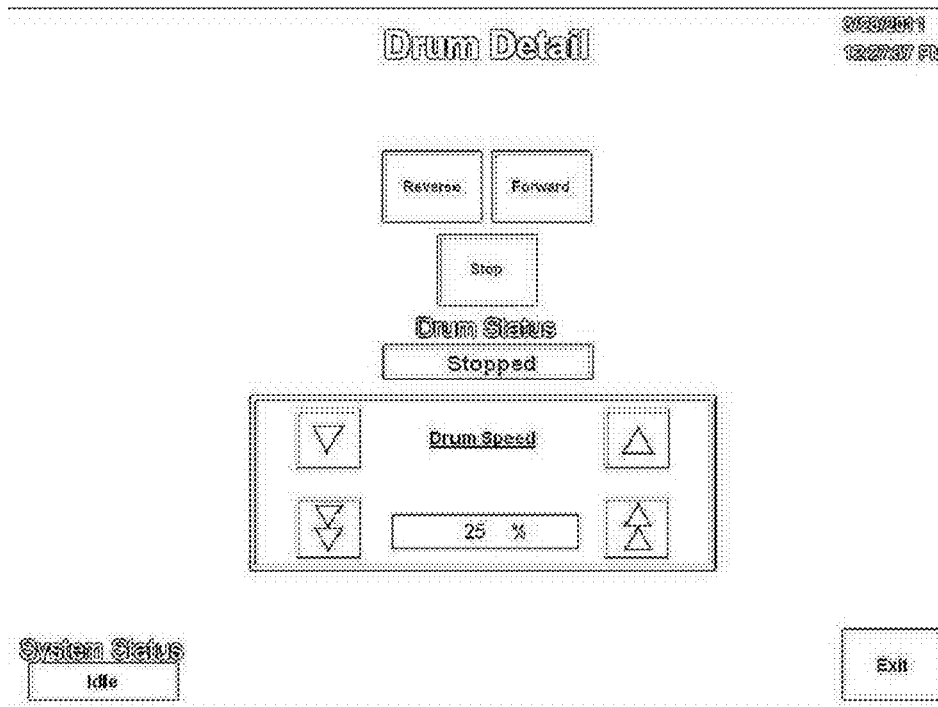 Drum Detail
Reverse
Forward
Stop
Drum Status
Stopped
Drum Speed
25 %
System Status
Idle
Exit